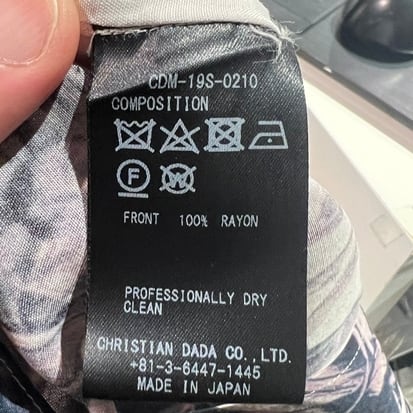 CDM-19S-0210
COMPOSITION
F W
FRONT 100% RAYON
PROFESSIONALLY DRY
CLEAN
CHRISTIAN DADA CO., LTD.
+81-3-6447-1445
MADE IN JAPAN